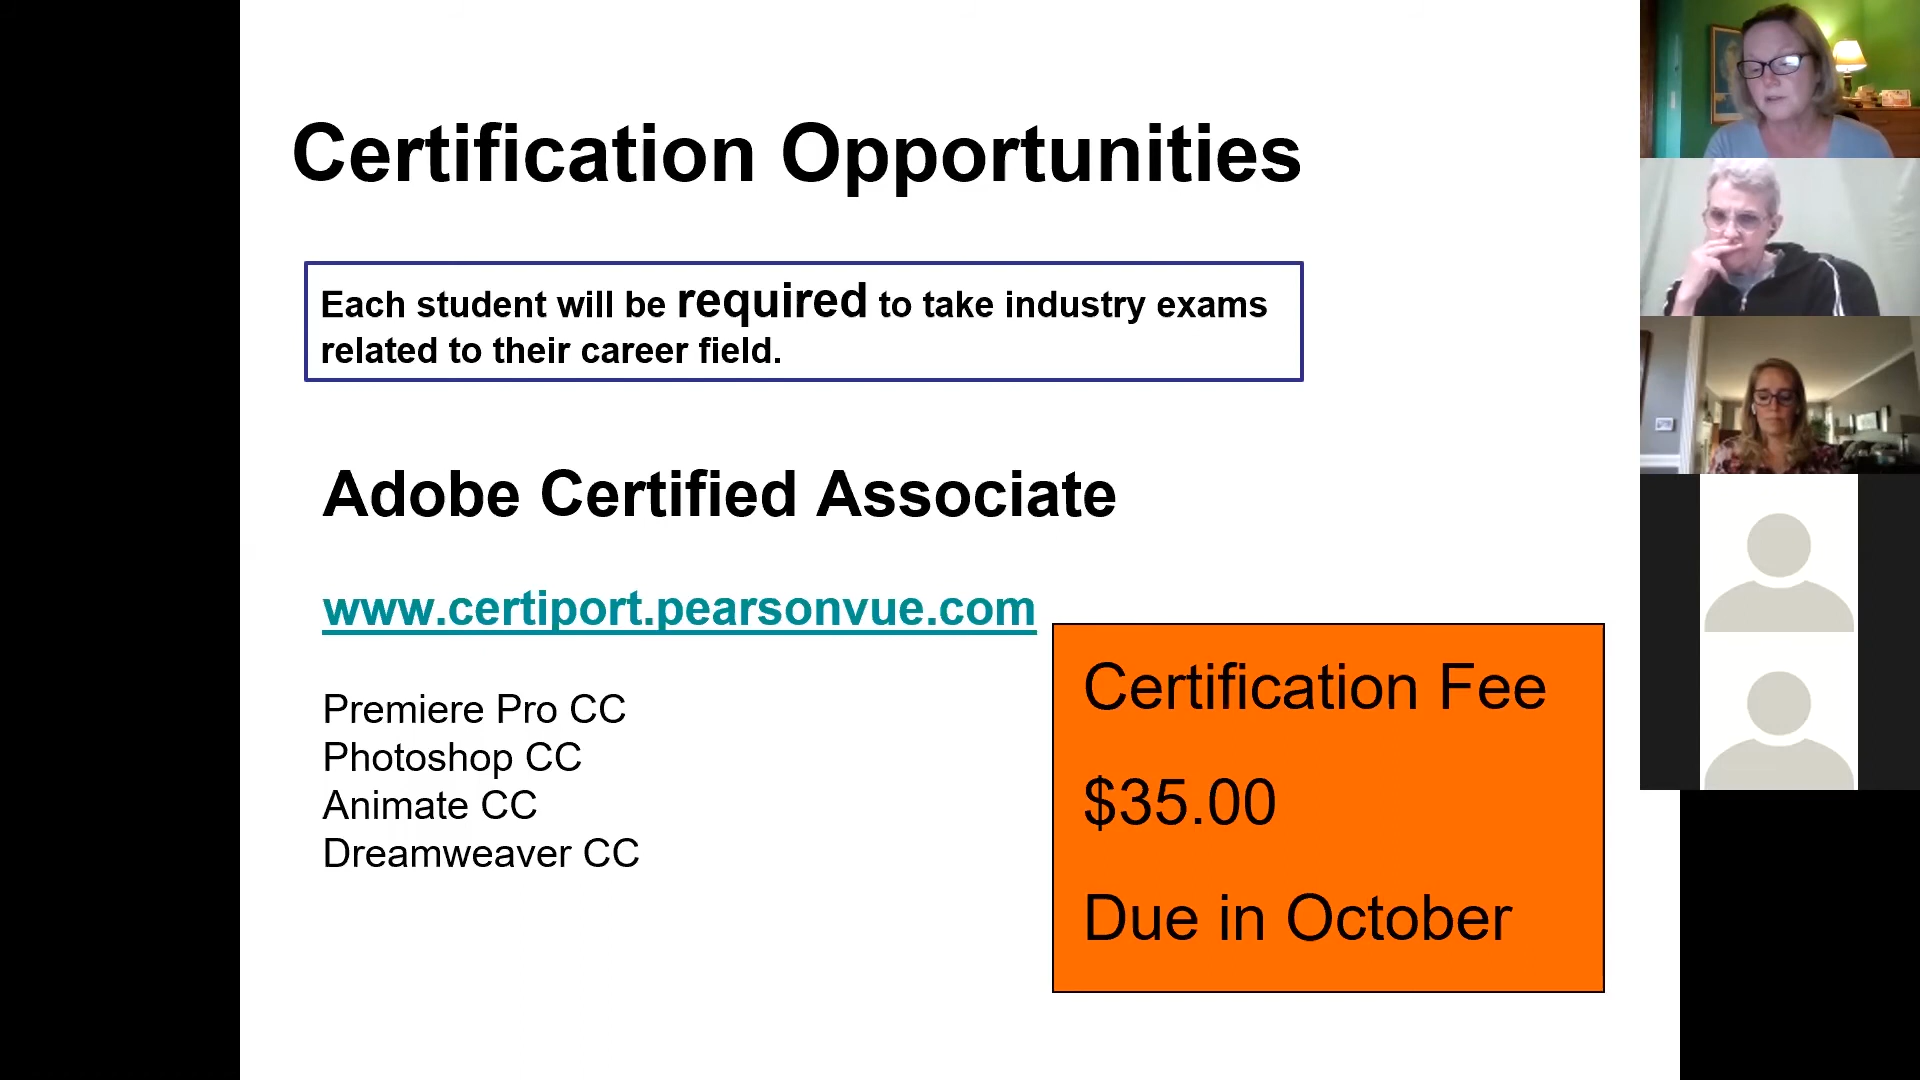 Certification Opportunities
Each student will be required to take industry exams
related to their career field.
Adobe Certified Associate
www.certiport.pearsonvue.com
Premiere Pro CC
Photoshop CC
Animate CC
Dreamweaver CC
Certification Fee
$35.00
Due in October